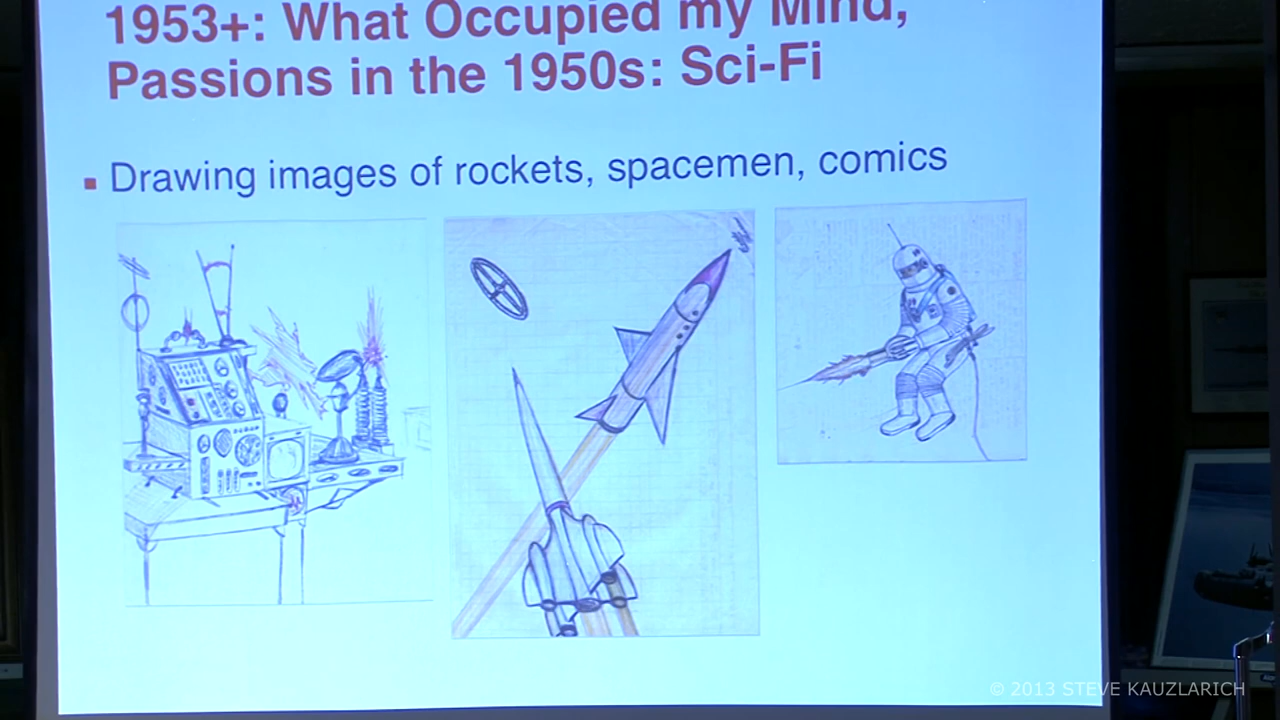 1953+: What Occupied my Mind,
Passions in the 1950s: Sci-Fi
▪ Drawing images of rockets, spacemen, comics
© 2013 STEVE KAUZLARICH